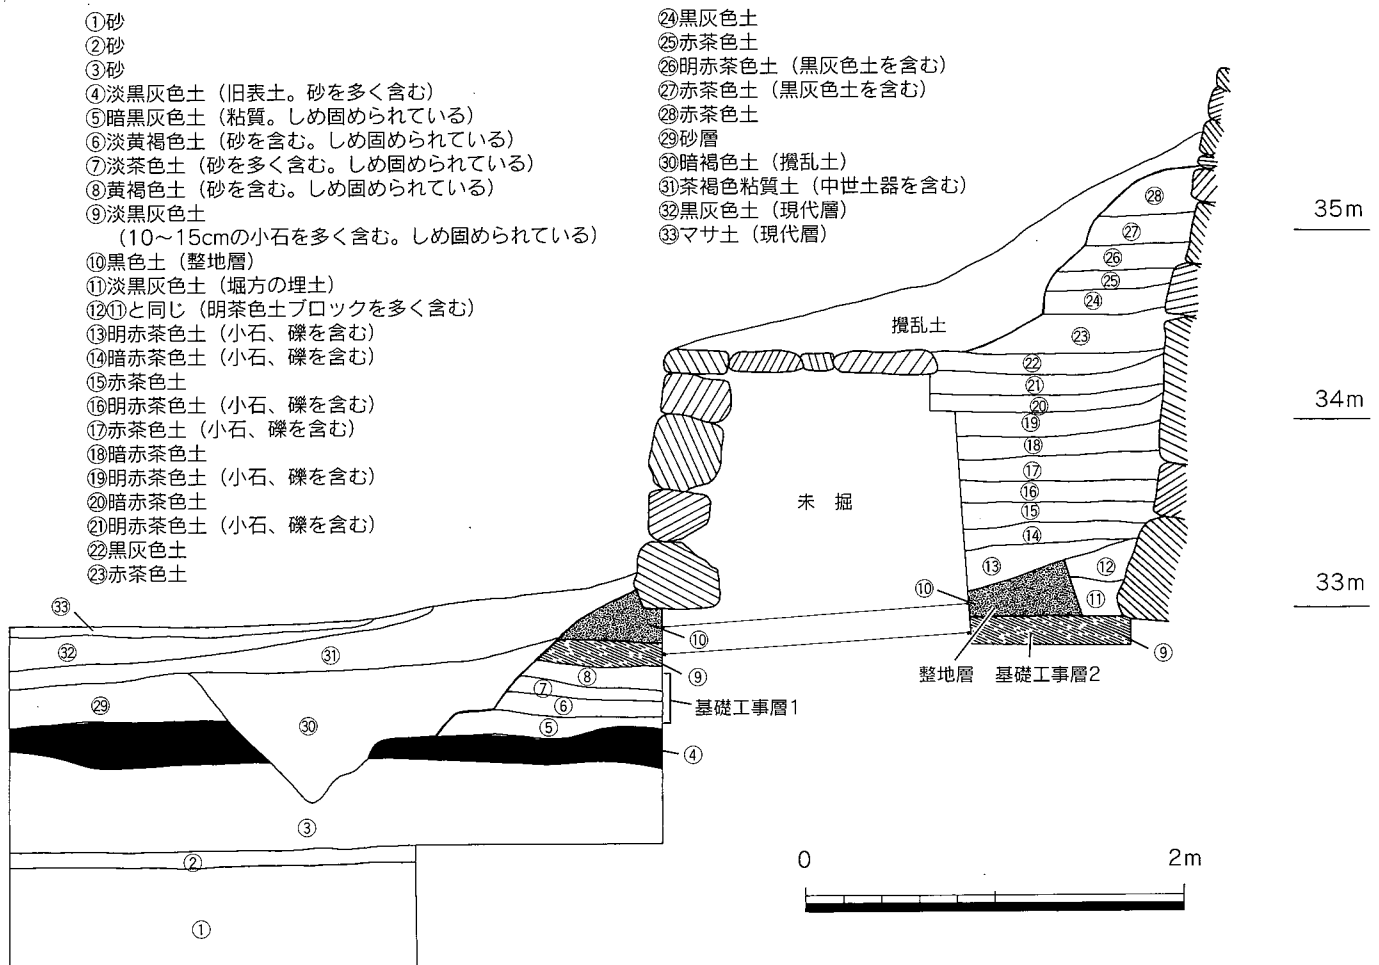 ①砂
②砂
③砂
④淡黒灰色土（旧表土。砂を多く含む）
⑤暗黒灰色土（粘質。しめ固められている）
⑥淡黄褐色土（砂を含む。しめ固められている）
⑦淡茶色土（砂を多く含む。しめ固められている）
⑧黄褐色土（砂を含む。しめ固められている）
⑨淡黒灰色土
（10～15cmの小石を多く含む。しめ固められている）
⑩黒色土（整地層）
⑪淡黒灰色土（堀方の埋土）
⑫⑪と同じ（明茶色土ブロックを多く含む）
⑬明赤茶色土（小石、礫を含む）
⑭暗赤茶色土（小石、礫を含む）
⑮赤茶色土
⑯明赤茶色土（小石、礫を含む）
⑰赤茶色土（小石、礫を含む）
⑱暗赤茶色土
⑲明赤茶色土（小石、礫を含む）
⑳暗赤茶色土
㉑明赤茶色土（小石、礫を含む）
㉒黒灰色土
㉓赤茶色土
㉔黒灰色土
㉕赤茶色土
㉖明赤茶色土（黒灰色土を含む）
㉗赤茶色土（黒灰色土を含む）
㉘赤茶色土
㉙砂層
㉚暗褐色土（攪乱土）
㉛茶褐色粘質土（中世土器を含む）
㉜黒灰色土（現代層）
㉝マサ土（現代層）
35m
34m
33m
㉘
㉗
㉖
㉕
㉔
㉓
攪乱土
㉒
㉑
⑳
⑲
⑱
⑰
⑯
⑮
⑭
⑬
⑫
⑪
⑩
⑨
未 掘
整地層
基礎工事層2
㉝
㉜
㉛
㉚
㉙
⑩
⑨
⑧
⑦
⑥
⑤
基礎工事層1
④
③
②
①
0
2m